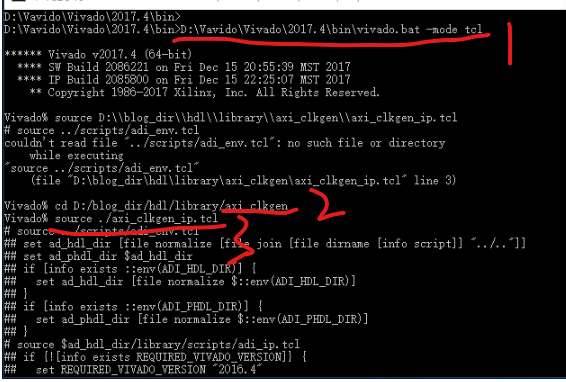 D:\Vavido\Vivado\2017.4\bin>
D:\Vavido\Vivado\2017.4\bin>D:\Vavido\Vivado\2017.4\bin\vivado.bat -mode tcl
1
****** Vivado v2017.4 (64-bit)
**** SW Build 2086221 on Fri Dec 15 20:55:39 MST 2017
**** IP Build 2085800 on Fri Dec 15 22:25:07 MST 2017
** Copyright 1986-2017 Xilinx, Inc. All Rights Reserved.
Vivado% source D:\\blog_dir\\hdl\\library\\axi_clkgen\\axi_clkgen_ip.tcl
# source ../scripts/adi_env.tcl
couldn't read file "../scripts/adi_env.tcl": no such file or directory
while executing
"source ../scripts/adi_env.tcl"
(file "D:\blog_dir\hdl\library\axi_clkgen\axi_clkgen_ip.tcl" line 3)
Vivado% cd D:/blog_dir/hdl/library/axi_clkgen
2
Vivado% source ./axi_clkgen_ip.tcl
3
# source ../scripts/adi_env.tcl
## set ad_hdl_dir [file normalize [file join [file dirname [info script]] "../.."]]
## set ad_phdl_dir $ad_hdl_dir
## if [info exists ::env(ADI_HDL_DIR)] {
## set ad_hdl_dir [file normalize $::env(ADI_HDL_DIR)]
## }
## if [info exists ::env(ADI_PHDL_DIR)] {
## set ad_phdl_dir [file normalize $::env(ADI_PHDL_DIR)]
## }
# source $ad_hdl_dir/library/scripts/adi_ip.tcl
## if {![info exists REQUIRED_VIVADO_VERSION]} {
## set REQUIRED_VIVADO_VERSION "2016.4"